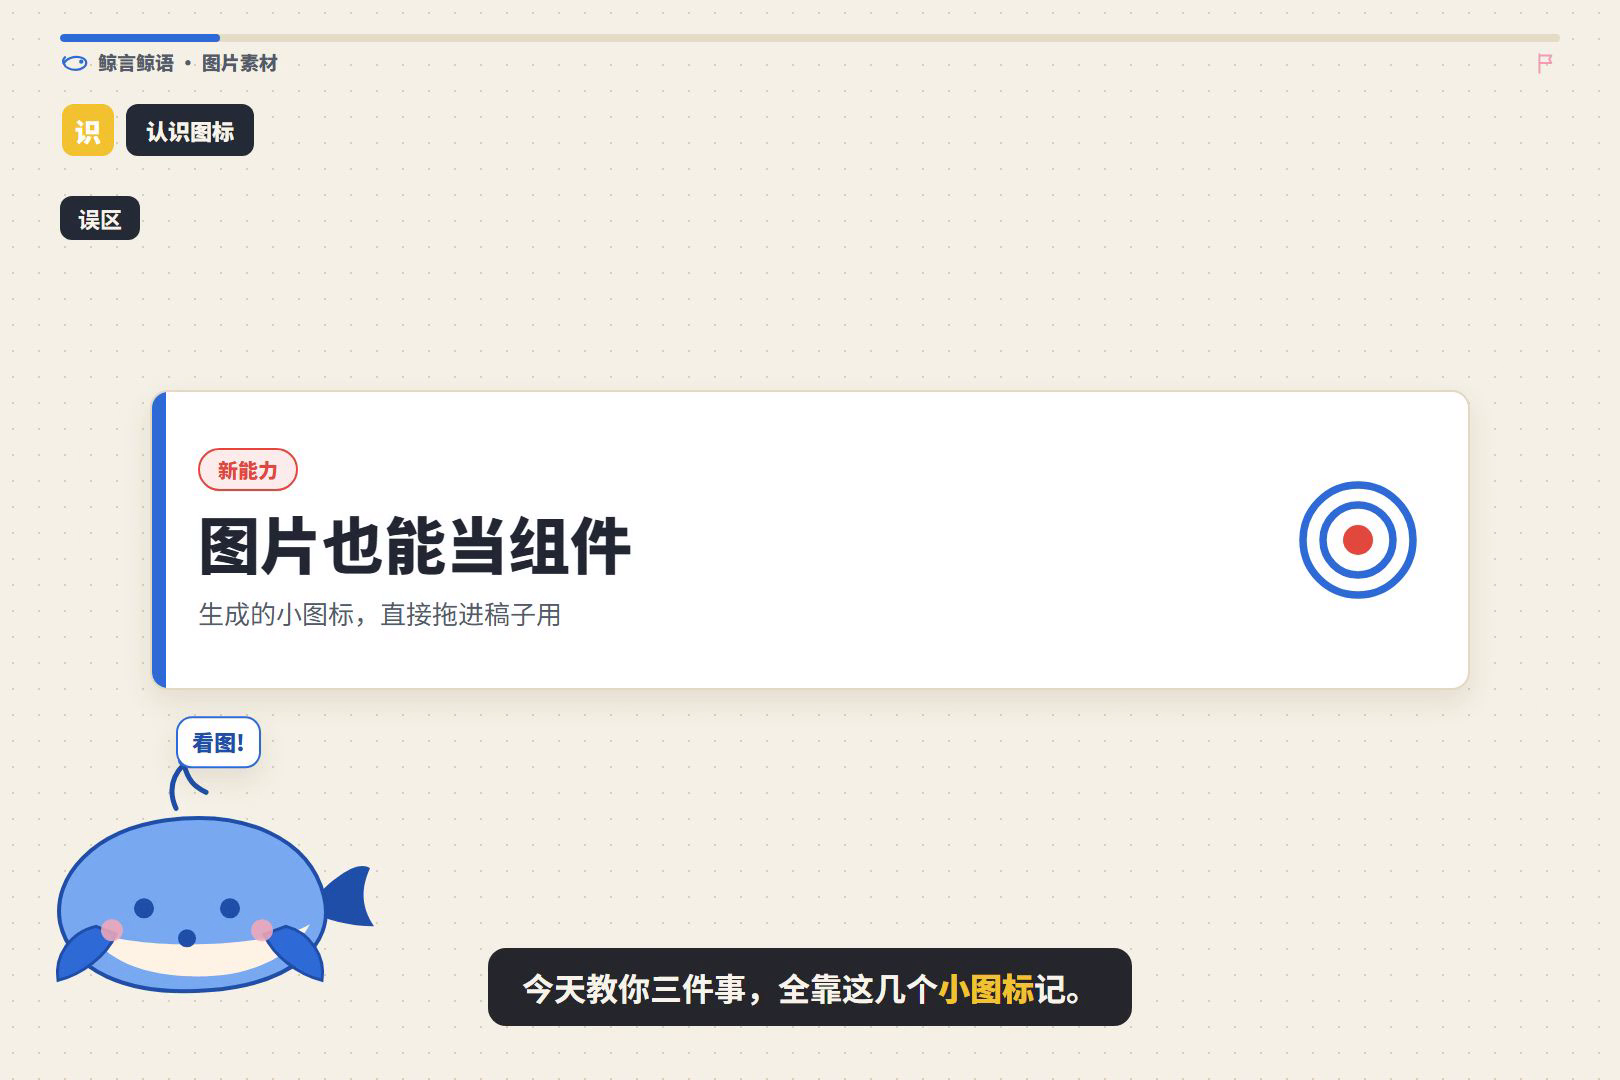 鲸言鲸语 • 图片素材
识 认识图标
误区
新能力
图片也能当组件
生成的小图标，直接拖进稿子用
看图!
今天教你三件事，全靠这几个小图标记。